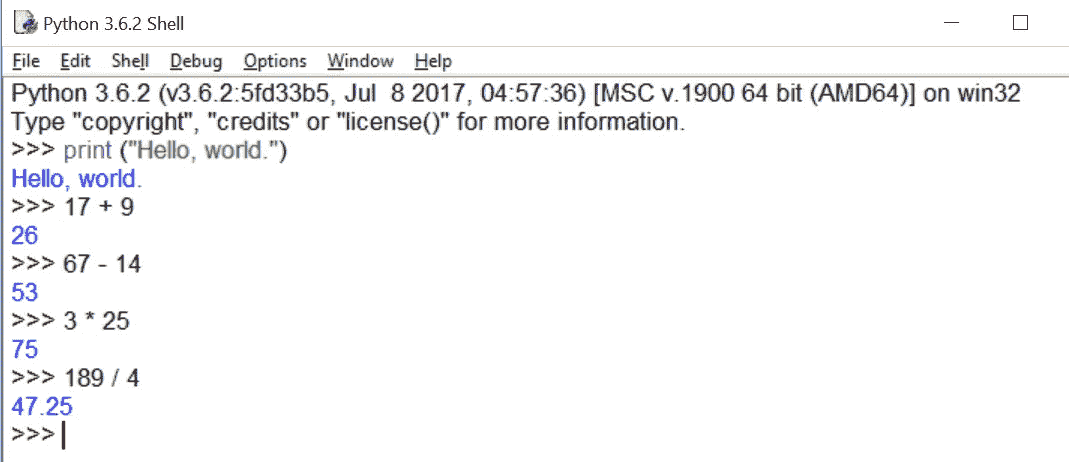 Python 3.6.2 Shell
File Edit Shell Debug Options Window Help
Python 3.6.2 (v3.6.2:5fd33b5, Jul  8 2017, 04:57:36) [MSC v.1900 64 bit (AMD64)] on win32
Type "copyright", "credits" or "license()" for more information.
>>> print ("Hello, world.")
Hello, world.
>>> 17 + 9
26
>>> 67 - 14
53
>>> 3 * 25
75
>>> 189 / 4
47.25
>>>